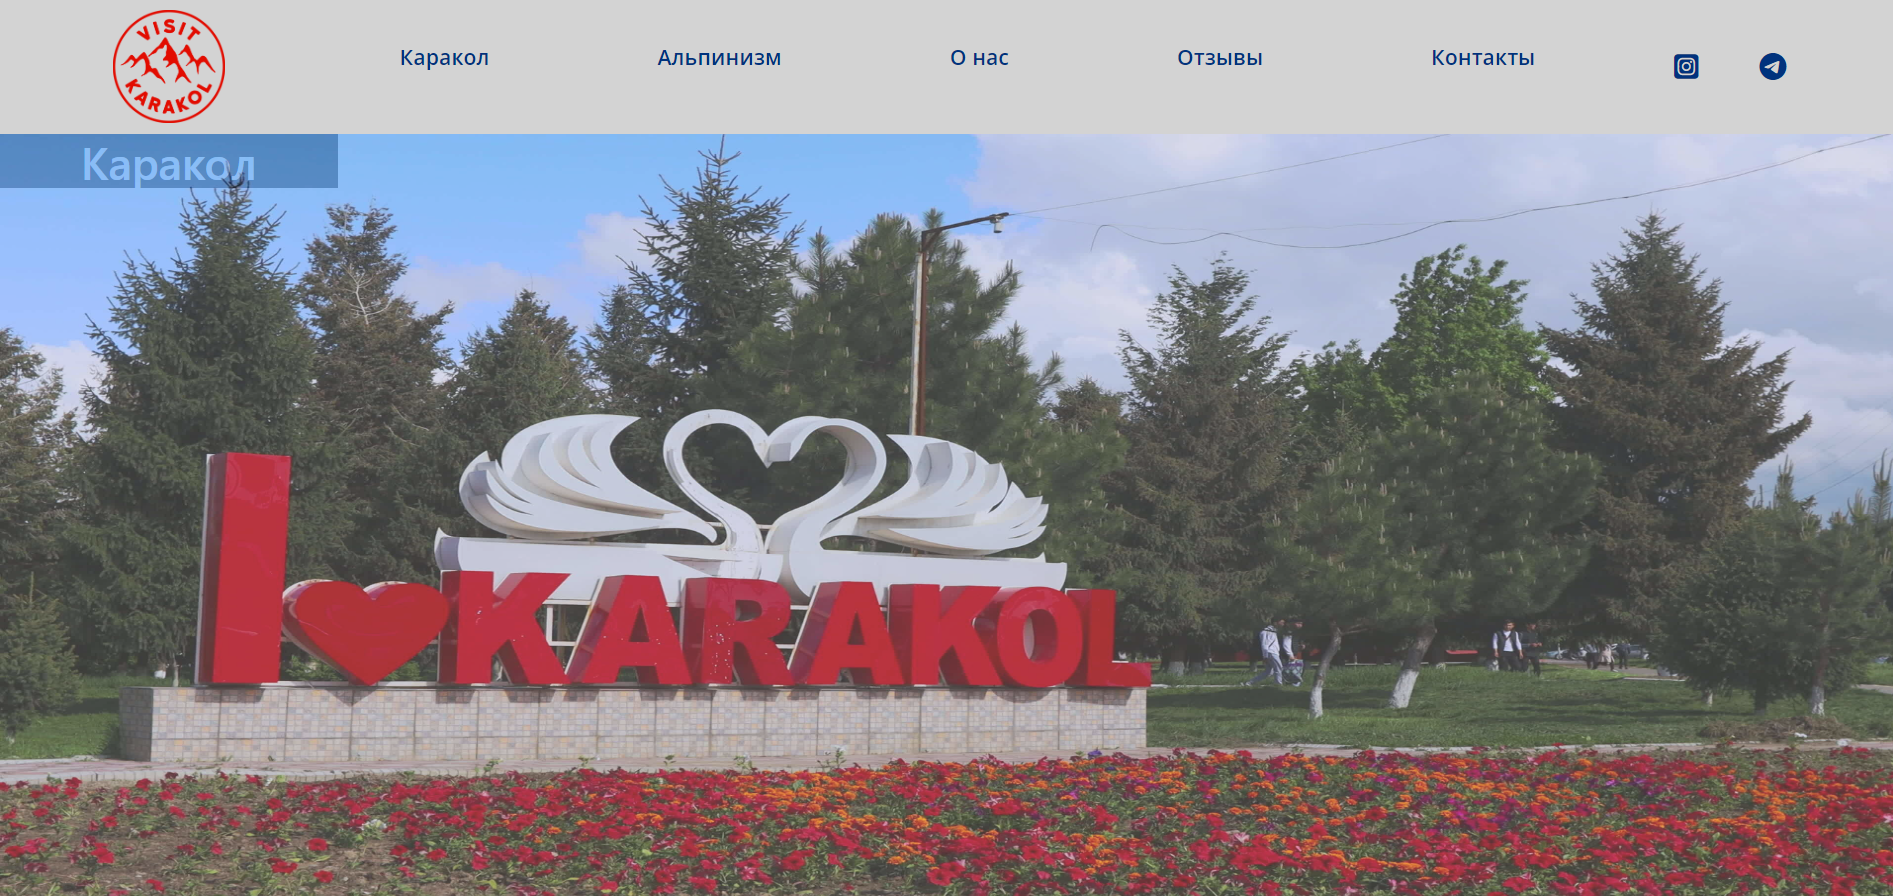 VISIT
KARAKOL
Каракол
Альпинизм
О нас
Отзывы
Контакты
Каракол
I
KARAKOL